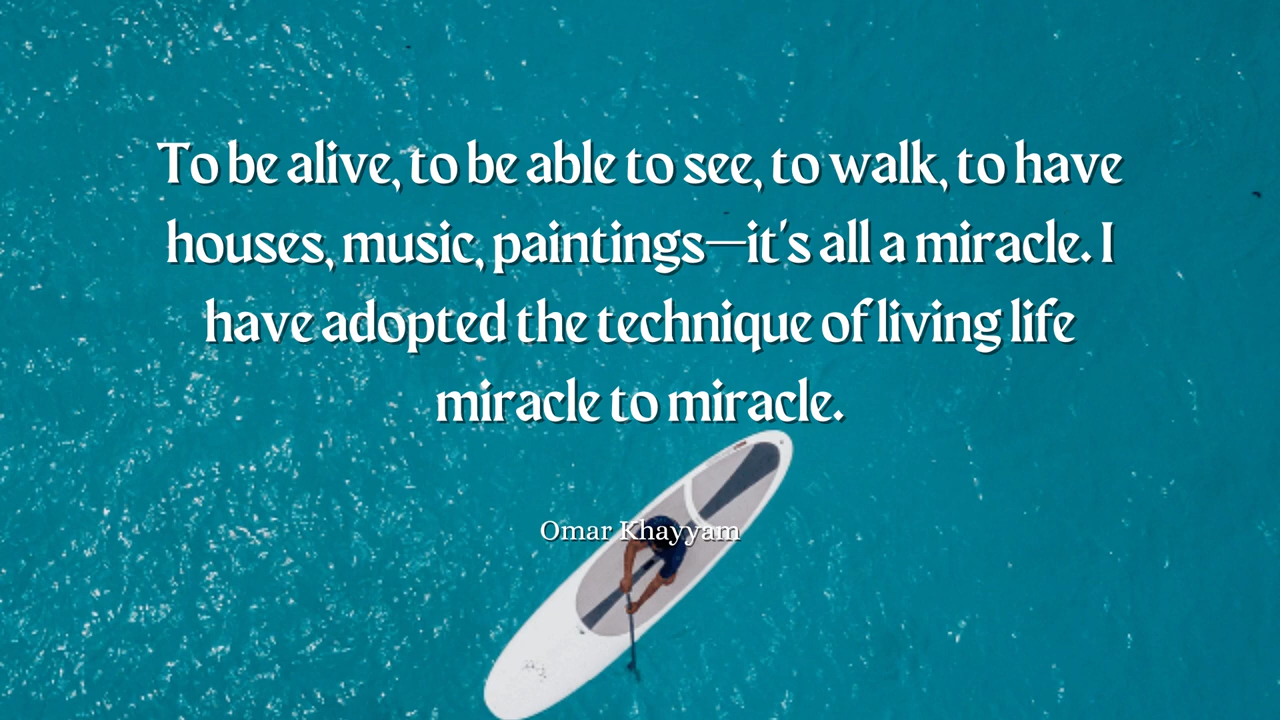 To be alive, to be able to see, to walk, to have
houses, music, paintings—it's all a miracle. I
have adopted the technique of living life
miracle to miracle.
Omar Khayyam